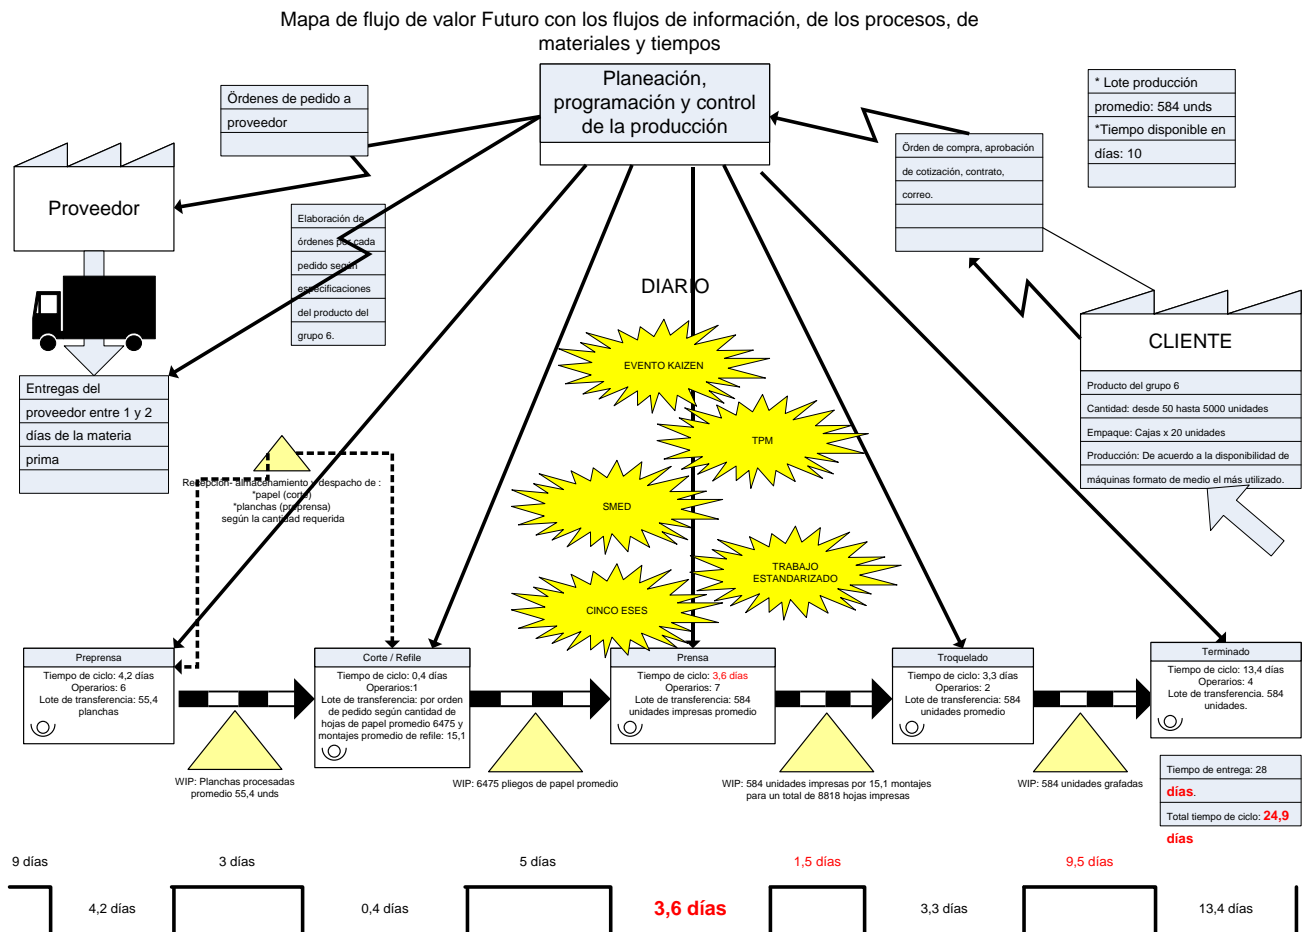 Mapa de flujo de valor Futuro con los flujos de información, de los procesos, de
materiales y tiempos
Planeación,
programación y control
de la producción
Órdenes de pedido a
proveedor
* Lote producción
promedio: 584 unds
*Tiempo disponible en
días: 10
Órden de compra, aprobación
de cotización, contrato,
correo.
Proveedor
Elaboración de
órdenes por cada
pedido según
especificaciones
del producto del
grupo 6.
DIARIO
CLIENTE
Producto del grupo 6
Cantidad: desde 50 hasta 5000 unidades
Empaque: Cajas x 20 unidades
Producción: De acuerdo a la disponibilidad de
máquinas formato de medio el más utilizado.
Entregas del
proveedor entre 1 y 2
días de la materia
prima
EVENTO KAIZEN
TPM
SMED
TRABAJO
ESTANDARIZADO
CINCO ESES
Recepción- almacenamiento y despacho de :
*papel (corte)
*planchas (preprensa)
según la cantidad requerida
Preprensa
Tiempo de ciclo: 4,2 días
Operarios: 6
Lote de transferencia: 55,4
planchas
Corte / Refile
Tiempo de ciclo: 0,4 días
Operarios:1
Lote de transferencia: por orden
de pedido según cantidad de
hojas de papel promedio 6475 y
montajes promedio de refile: 15,1
Prensa
Tiempo de ciclo: 3,6 días
Operarios: 7
Lote de transferencia: 584
unidades impresas promedio
Troquelado
Tiempo de ciclo: 3,3 días
Operarios: 2
Lote de transferencia: 584
unidades promedio
Terminado
Tiempo de ciclo: 13,4 días
Operarios: 4
Lote de transferencia. 584
unidades.
WIP: Planchas procesadas
promedio 55,4 unds
WIP: 6475 pliegos de papel promedio
WIP: 584 unidades impresas por 15,1 montajes
para un total de 8818 hojas impresas
WIP: 584 unidades grafadas
Tiempo de entrega: 28
días.
Total tiempo de ciclo: 24,9
días
9 días
3 días
5 días
1,5 días
9,5 días
4,2 días
0,4 días
3,6 días
3,3 días
13,4 días